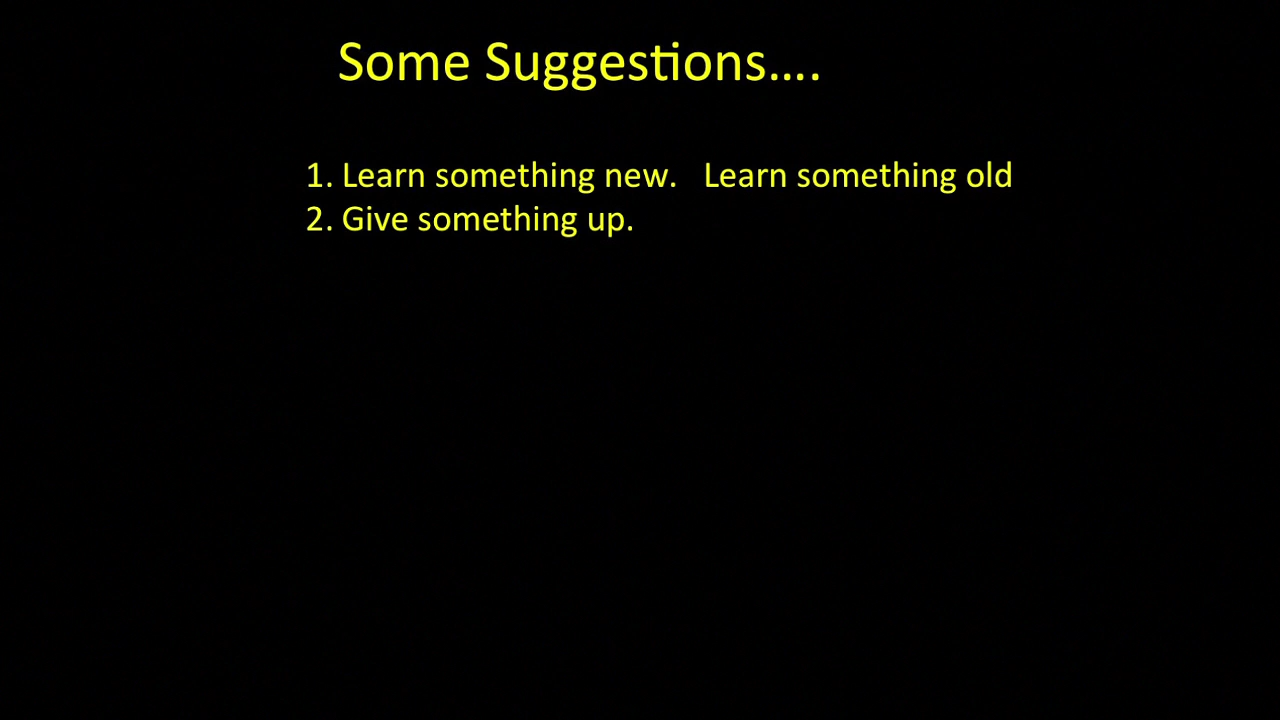 Some Suggestions….
1. Learn something new.   Learn something old
2. Give something up.